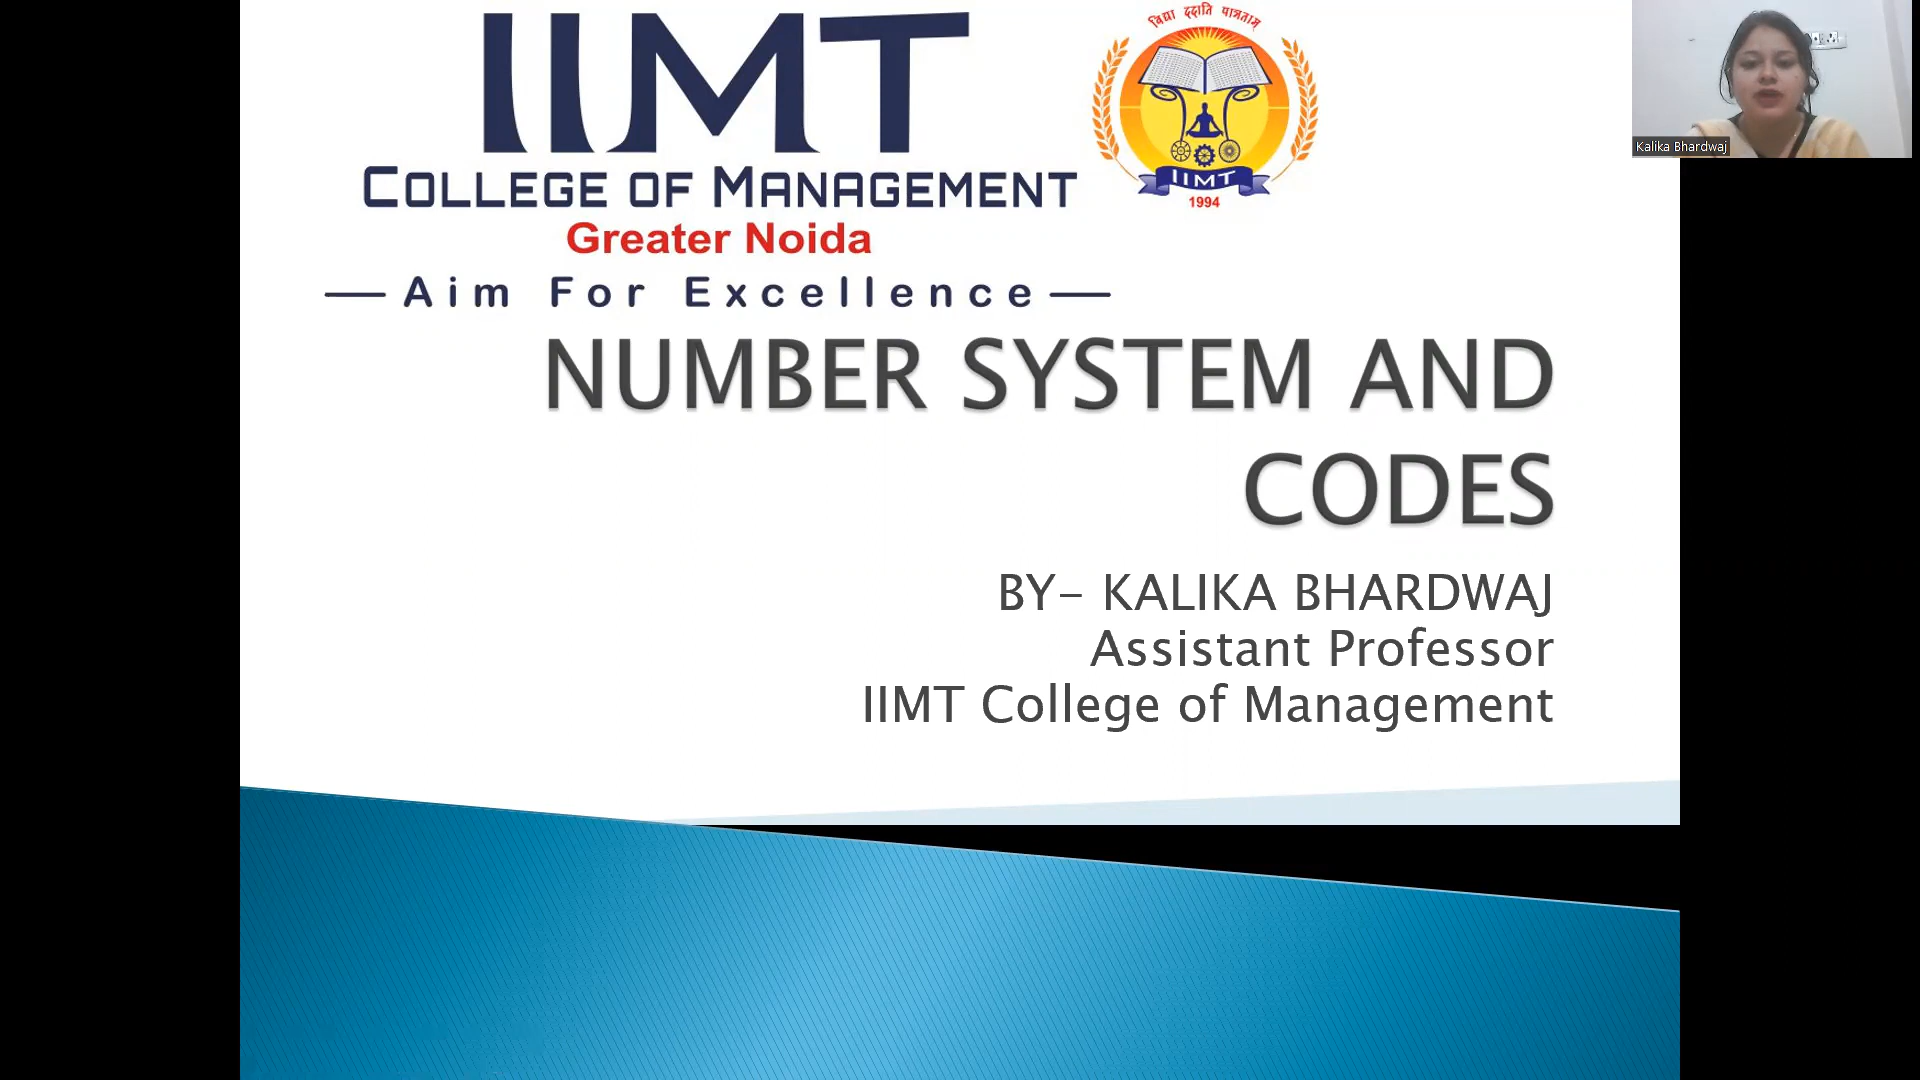 IIMT
COLLEGE OF MANAGEMENT
Greater Noida
Aim For Excellence
विद्या ददाति पात्रताम्
IIMT
1994
Kalika Bhardwaj
NUMBER SYSTEM AND
CODES
BY- KALIKA BHARDWAJ
Assistant Professor
IIMT College of Management